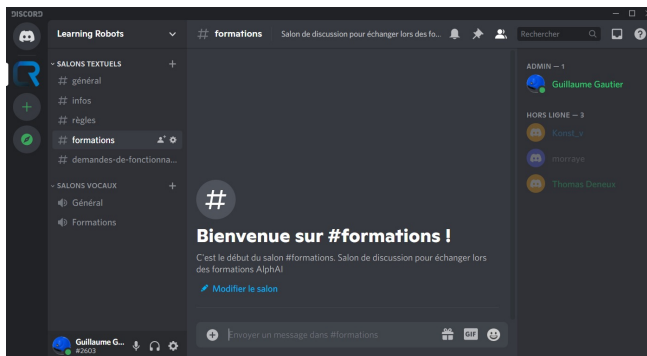 DISCORD
Learning Robots
# formations
Salon de discussion pour échanger lors des fo...
Rechercher
SALONS TEXTUELS
# général
# infos
# règles
# formations
# demandes-de-fonctionna...
SALONS VOCAUX
Général
Formations
Guillaume G...
#2603
#
Bienvenue sur #formations !
C'est le début du salon #formations. Salon de discussion pour échanger lors
des formations AlphAI
Modifier le salon
Envoyer un message dans #formations
GIF
ADMIN — 1
Guillaume Gautier
HORS LIGNE — 3
Konst_v
morraye
Thomas Deneux